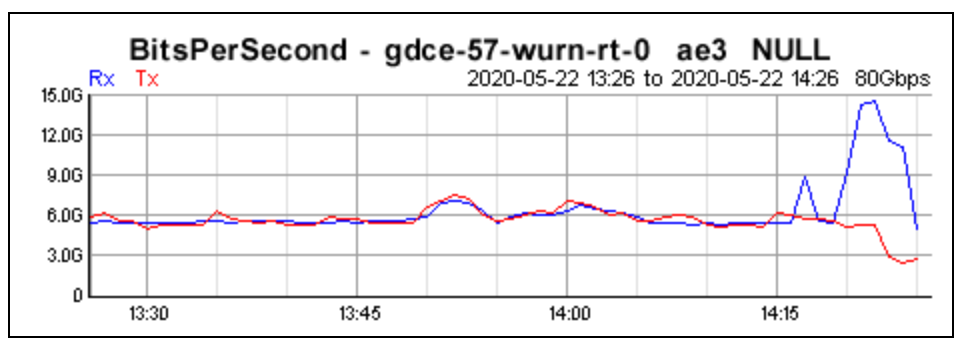 BitsPerSecond - gdce-57-wurn-rt-0 ae3 NULL
Rx Tx 2020-05-22 13:26 to 2020-05-22 14:26 80Gbps
15.0G
12.0G
9.0G
6.0G
3.0G
0
13:30 13:45 14:00 14:15